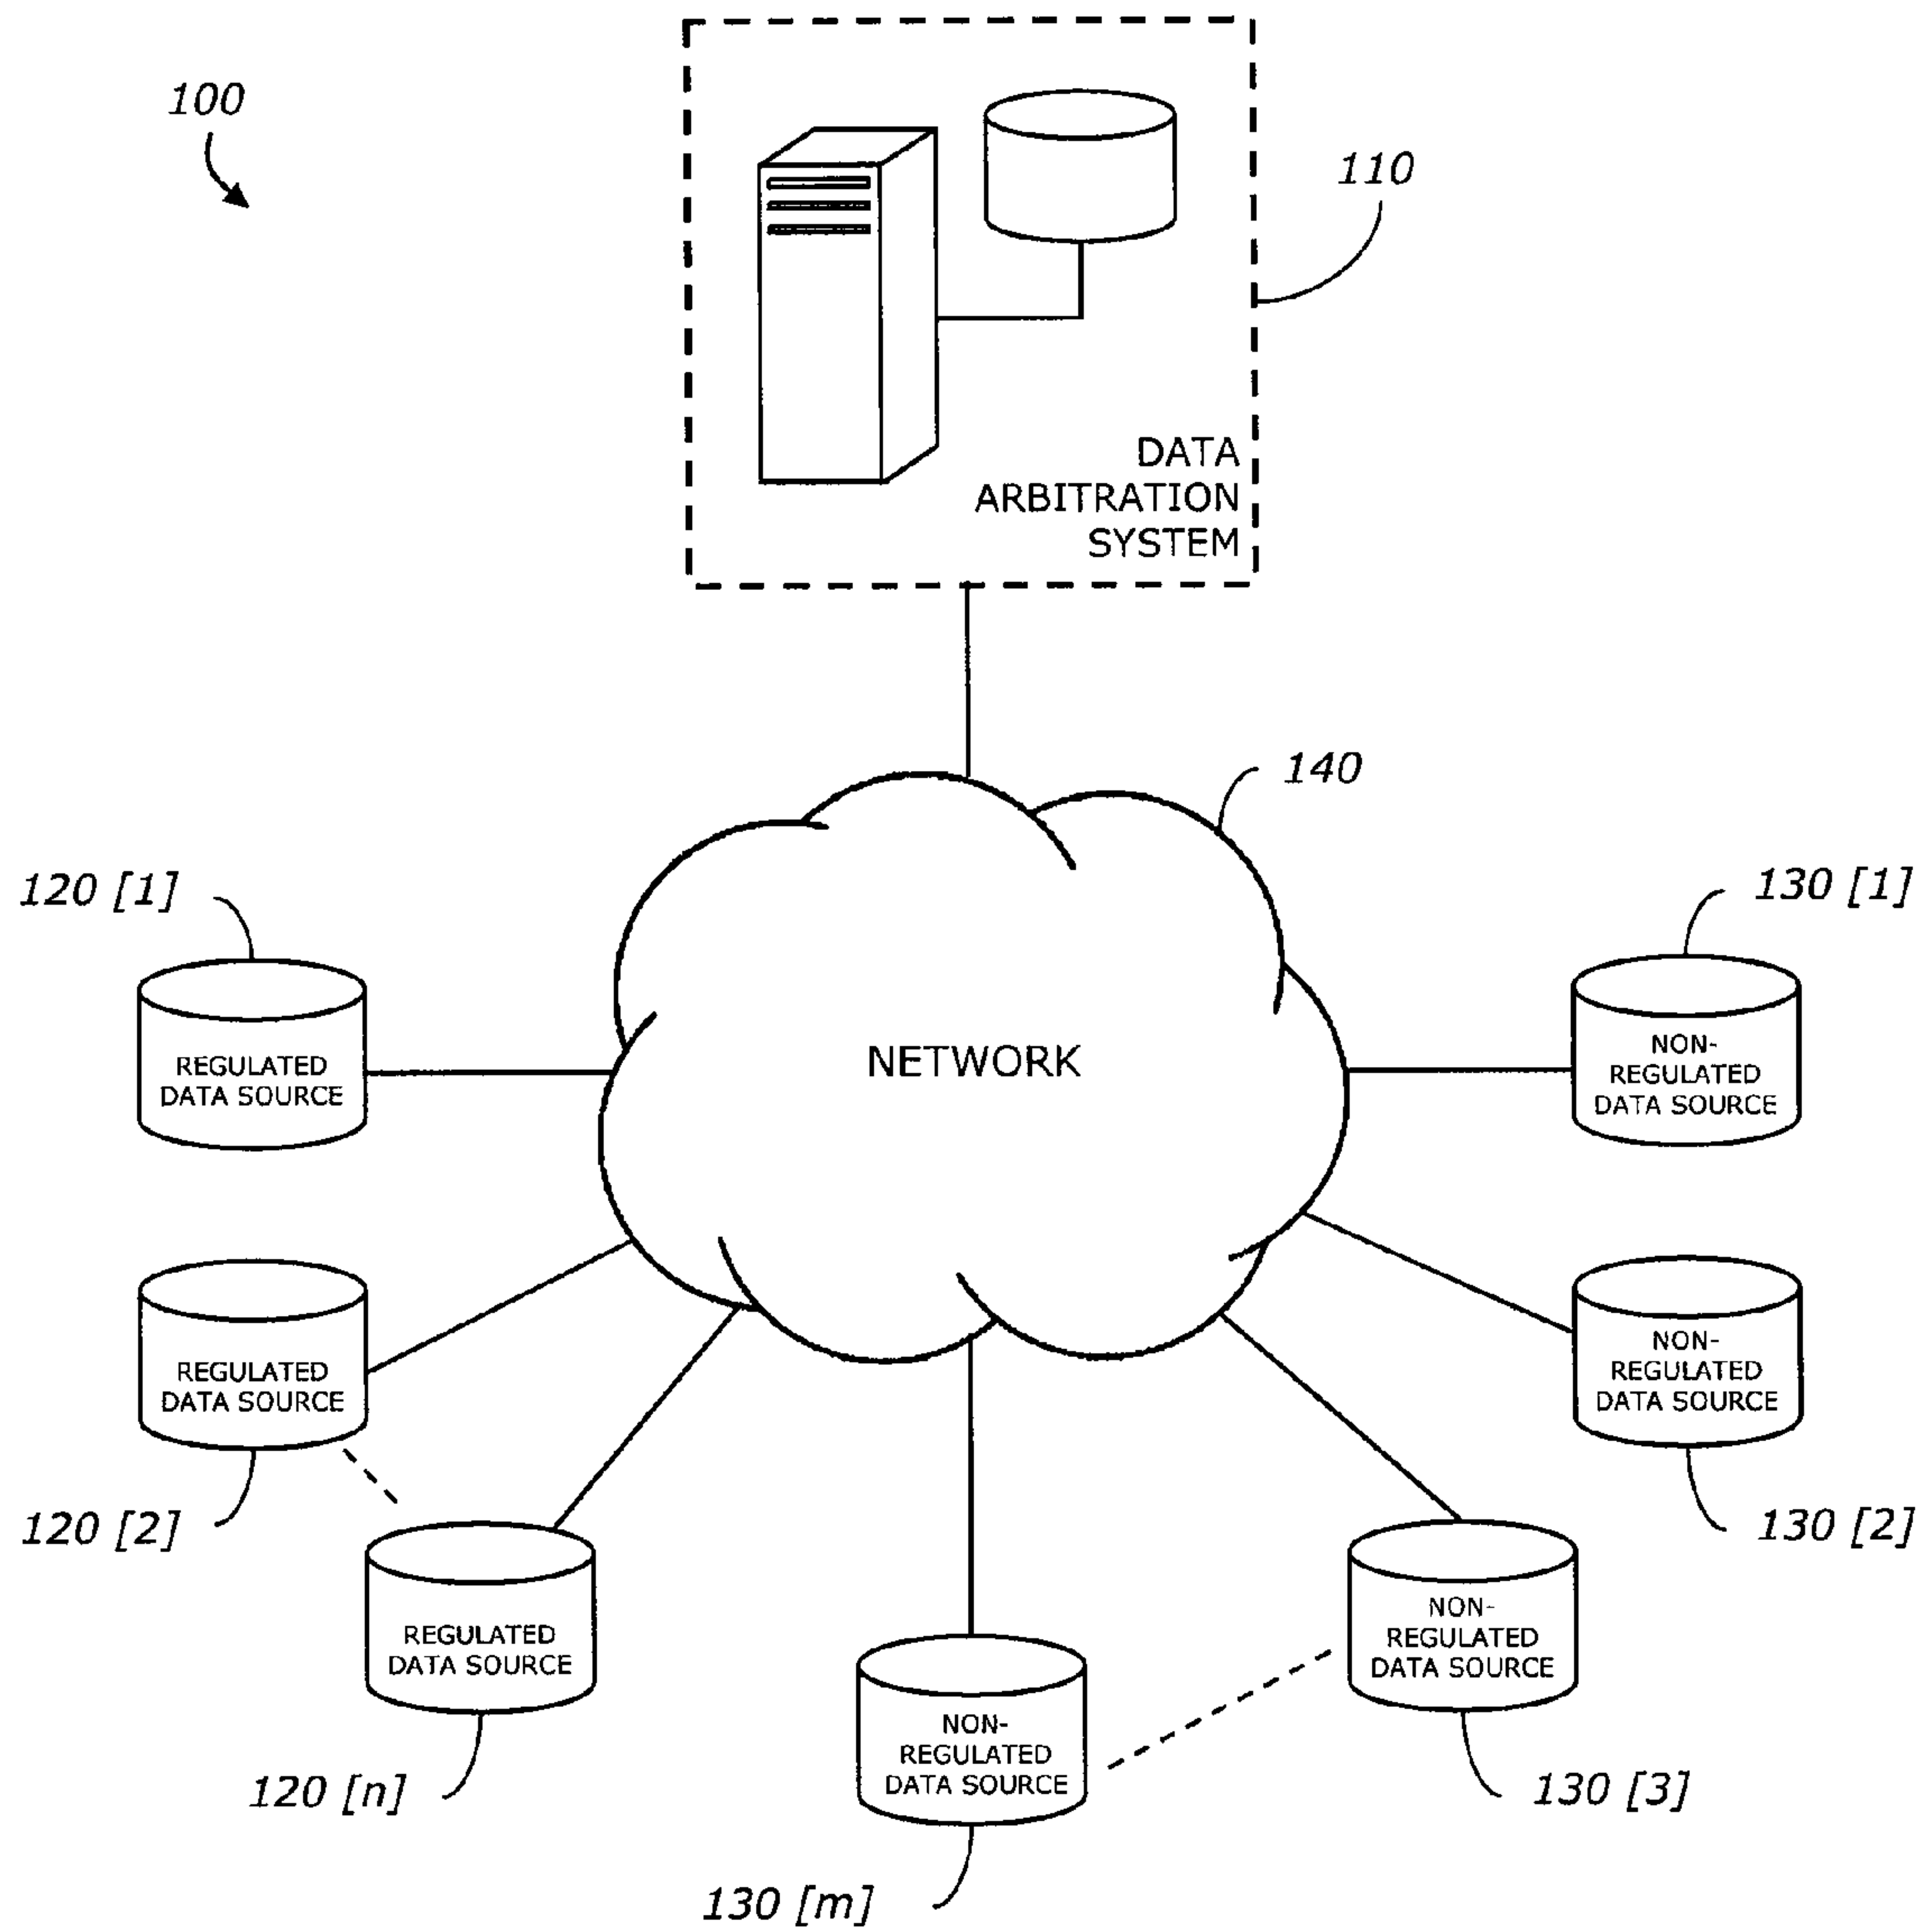 100
110
DATA
ARBITRATION
SYSTEM
140
120 [1]
130 [1]
REGULATED
DATA SOURCE
NETWORK
NON-
REGULATED
DATA SOURCE
REGULATED
DATA SOURCE
NON-
REGULATED
DATA SOURCE
120 [2]
130 [2]
REGULATED
DATA SOURCE
NON-
REGULATED
DATA SOURCE
NON-
REGULATED
DATA SOURCE
120 [n]
130 [3]
130 [m]